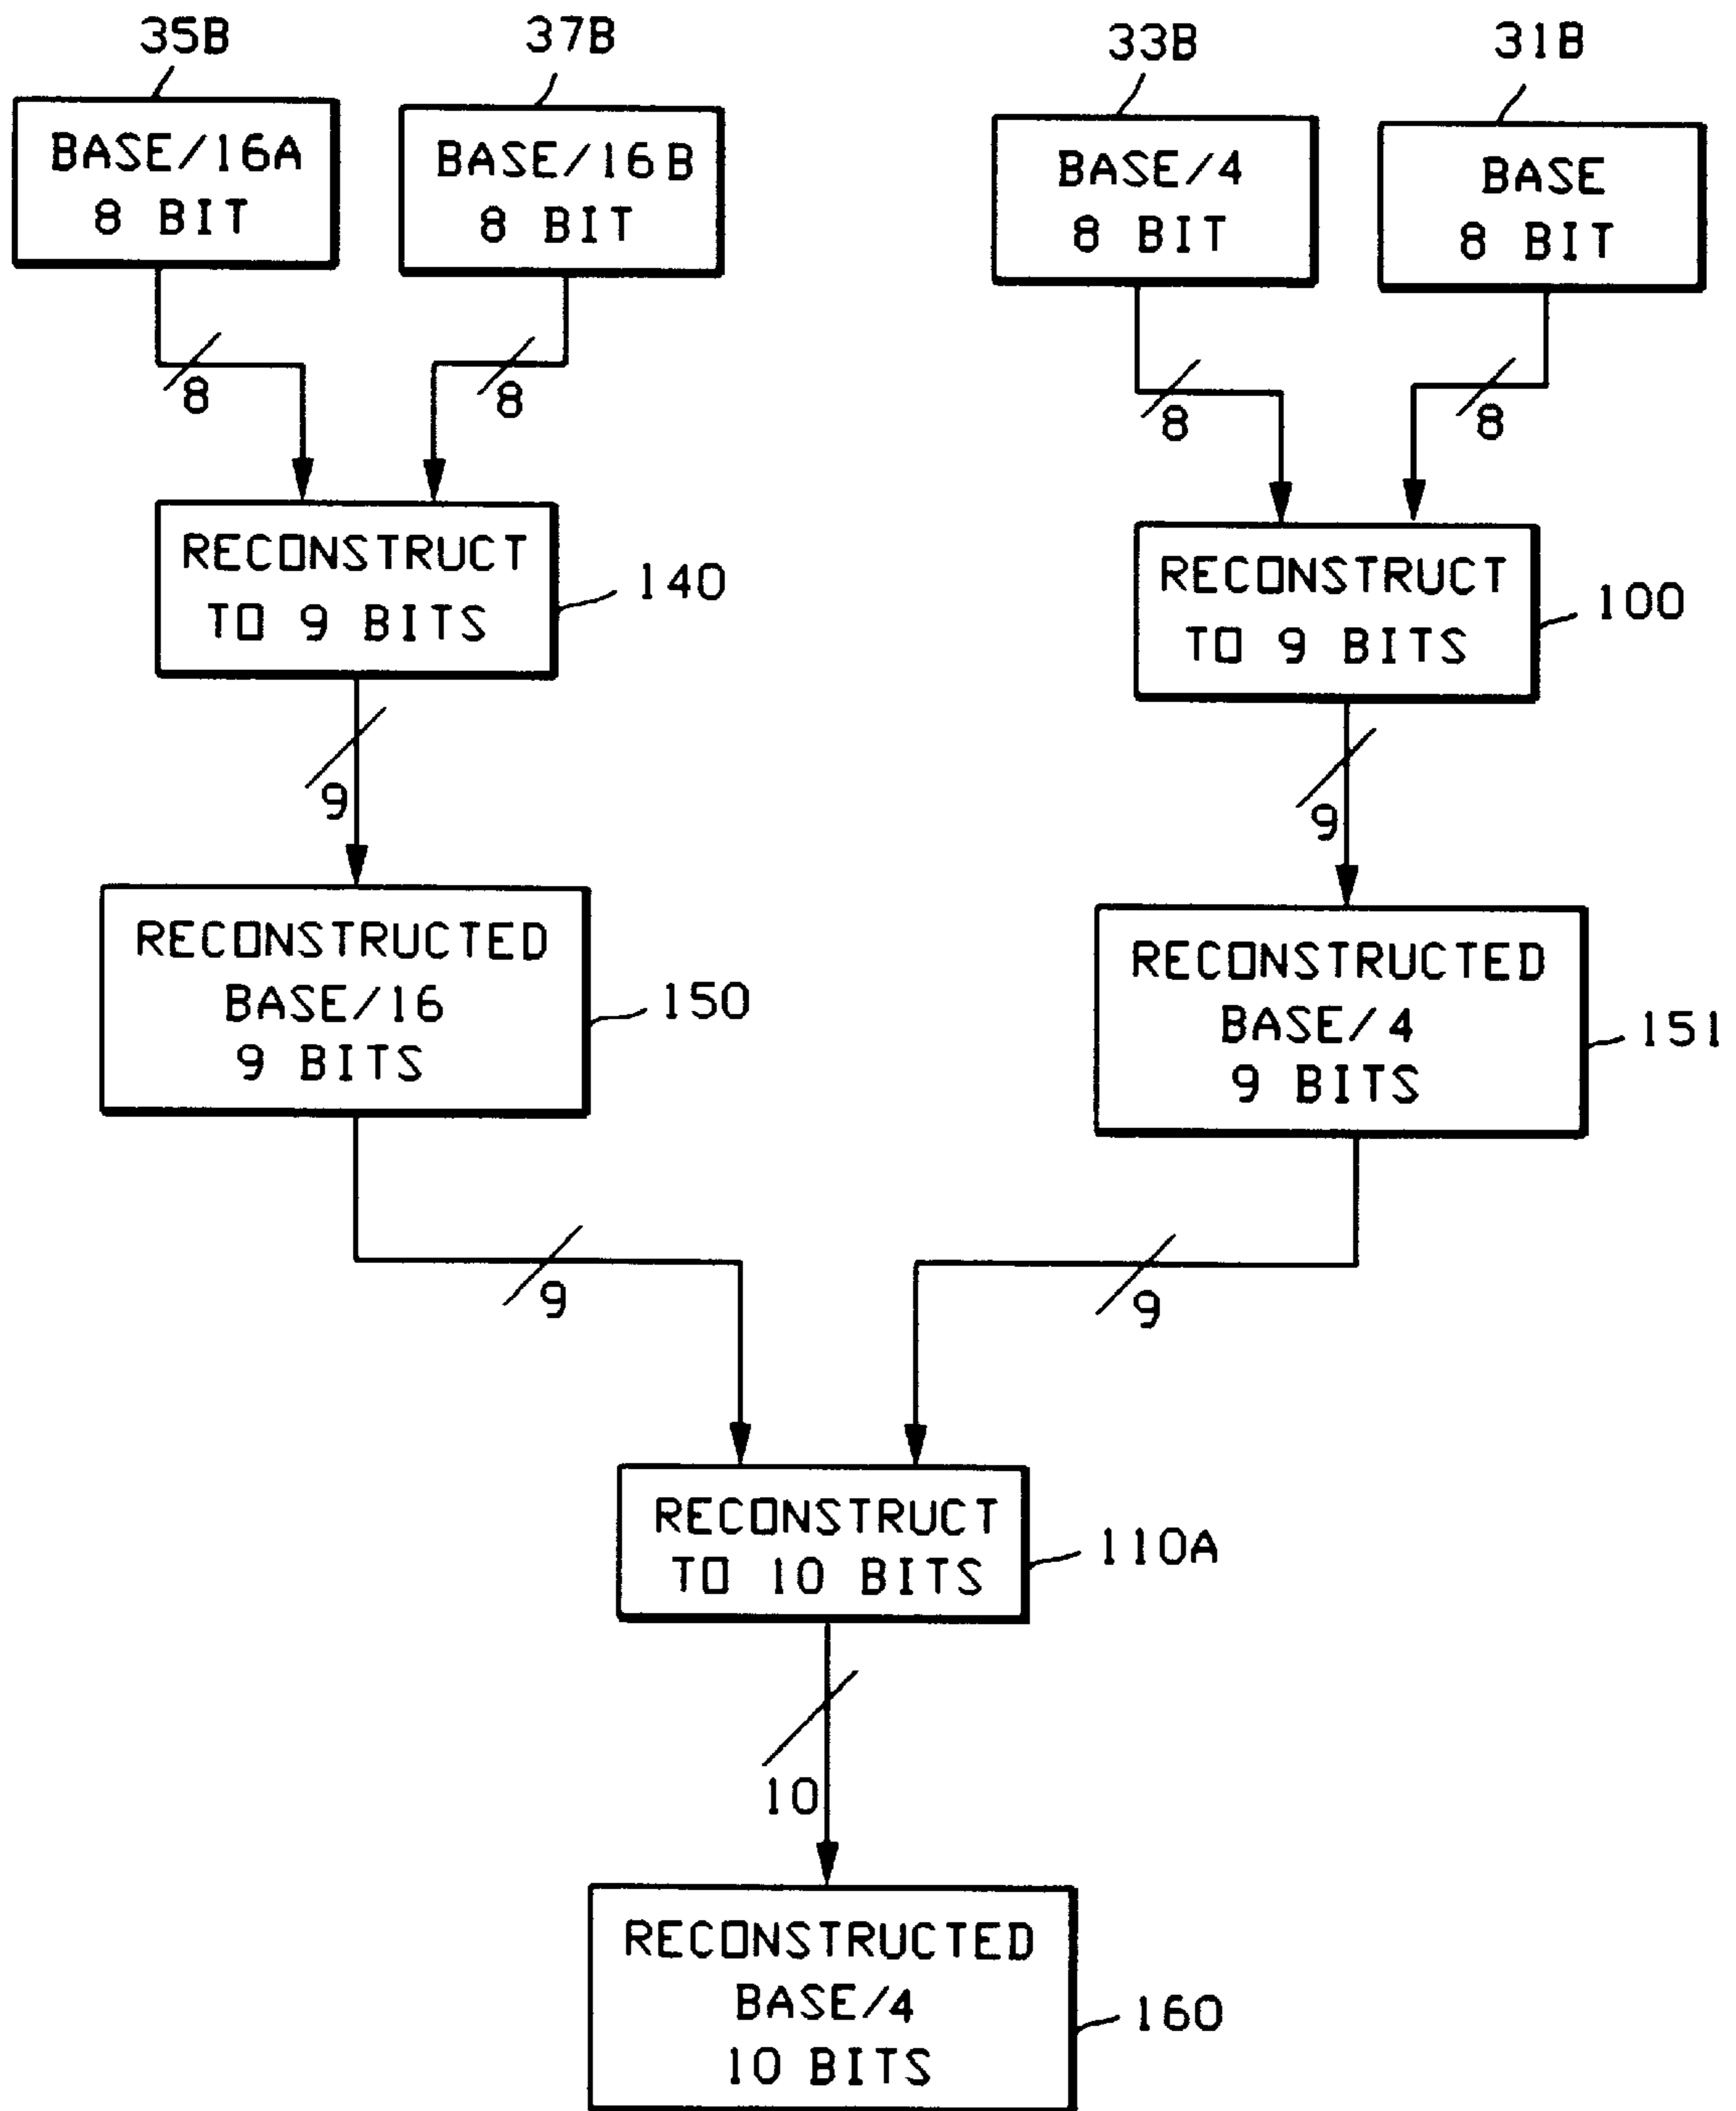 35B
37B
33B
31B
BASE/16A
8 BIT
BASE/16B
8 BIT
BASE/4
8 BIT
BASE
8 BIT
8
8
8
8
RECONSTRUCT
TO 9 BITS
140
RECONSTRUCT
TO 9 BITS
100
9
9
RECONSTRUCTED
BASE/16
9 BITS
150
RECONSTRUCTED
BASE/4
9 BITS
151
9
9
RECONSTRUCT
TO 10 BITS
110A
10
RECONSTRUCTED
BASE/4
10 BITS
160